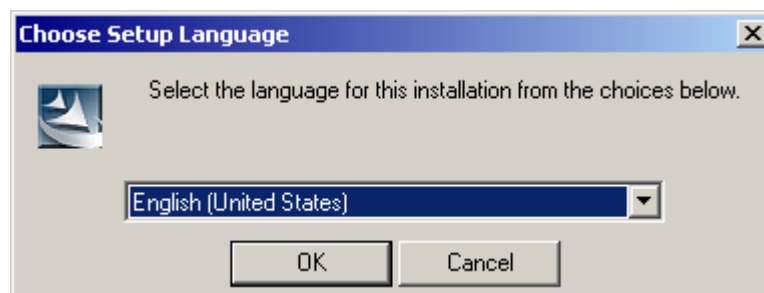 Choose Setup Language
Select the language for this installation from the choices below.
English (United States)
OK
Cancel